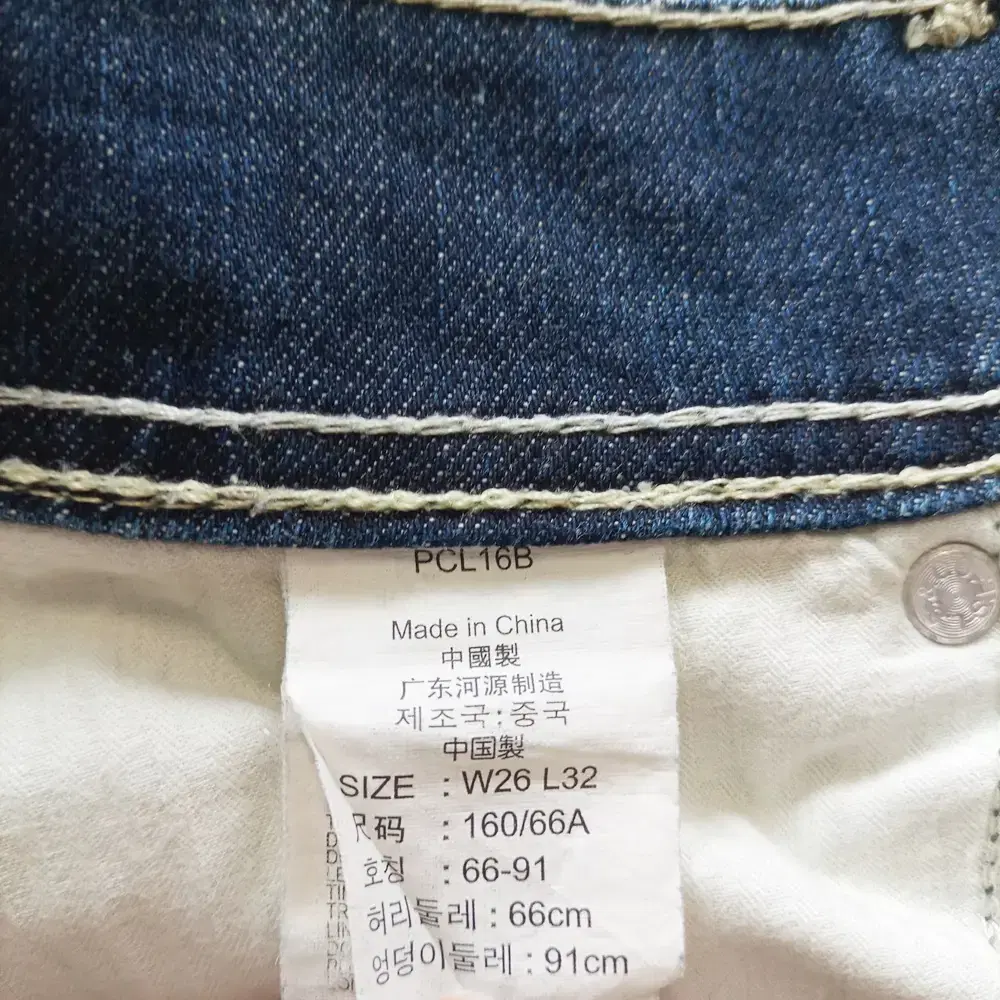 PCL16B
Made in China
中國製
广东河源制造
제조국:중국
中国製
SIZE : W26 L32
尺码 : 160/66A
호칭 : 66-91
허리둘레 : 66cm
엉덩이둘레 : 91cm